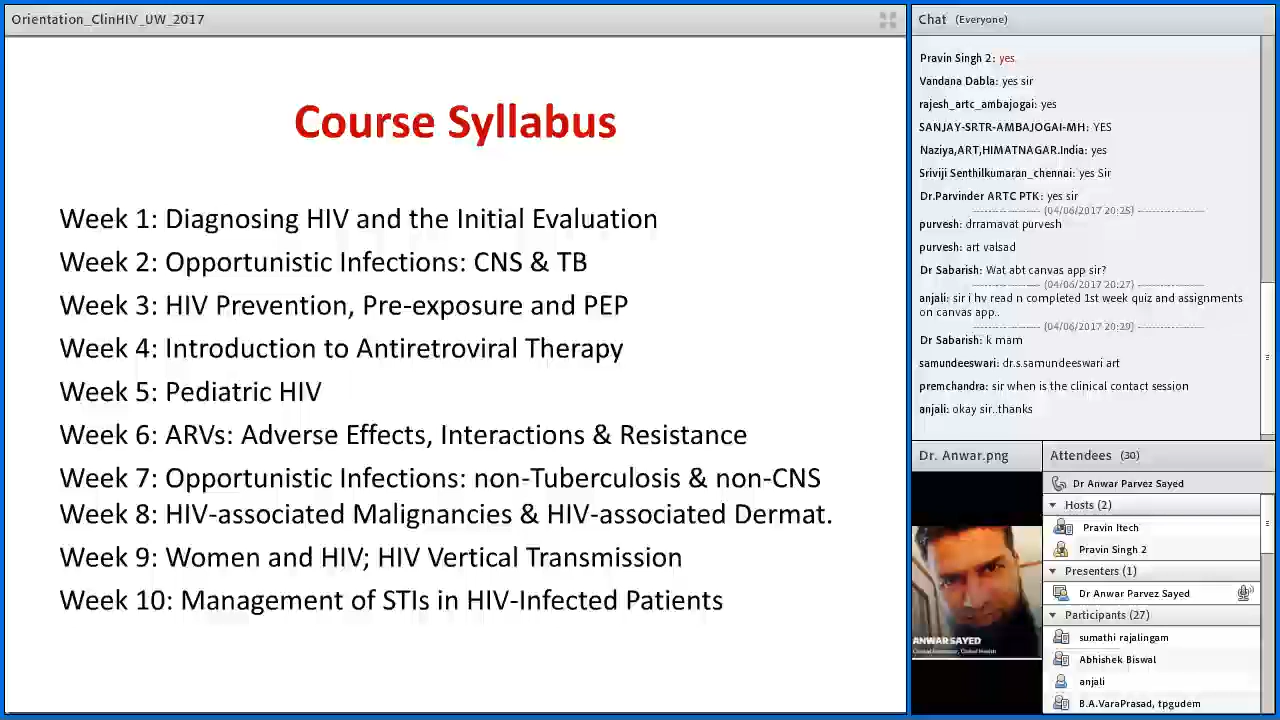 Orientation_ClinHIV_UW_2017
Course Syllabus
Week 1: Diagnosing HIV and the Initial Evaluation
Week 2: Opportunistic Infections: CNS & TB
Week 3: HIV Prevention, Pre-exposure and PEP
Week 4: Introduction to Antiretroviral Therapy
Week 5: Pediatric HIV
Week 6: ARVs: Adverse Effects, Interactions & Resistance
Week 7: Opportunistic Infections: non-Tuberculosis & non-CNS
Week 8: HIV-associated Malignancies & HIV-associated Dermat.
Week 9: Women and HIV; HIV Vertical Transmission
Week 10: Management of STIs in HIV-Infected Patients
Chat (Everyone)
Pravin Singh 2: yes
Vandana Dabla: yes sir
rajesh_artc_ambajogai: yes
SANJAY-SRTR-AMBAJOGAI-MH: YES
Naziya,ART,HIMATNAGAR.India: yes
Sriviji Senthilkumaran_chennai: yes Sir
Dr.Parvinder ARTC PTK: yes sir
(04/06/2017 20:25)
purvesh: drramavat purvesh
purvesh: art valsad
Dr Sabarish: Wat abt canvas app sir?
(04/06/2017 20:27)
anjali: sir i hv read n completed 1st week quiz and assignments
on canvas app..
(04/06/2017 20:29)
Dr Sabarish: k mam
samundeeswari: dr.s.samundeeswari art
premchandra: sir when is the clinical contact session
anjali: okay sir..thanks
Dr. Anwar.png
ANWAR SAYED
Attendees (30)
Dr Anwar Parvez Sayed
Hosts (2)
Pravin Itech
Pravin Singh 2
Presenters (1)
Dr Anwar Parvez Sayed
Participants (27)
sumathi rajalingam
Abhishek Biswal
anjali
B.A.VaraPrasad, tpgudem